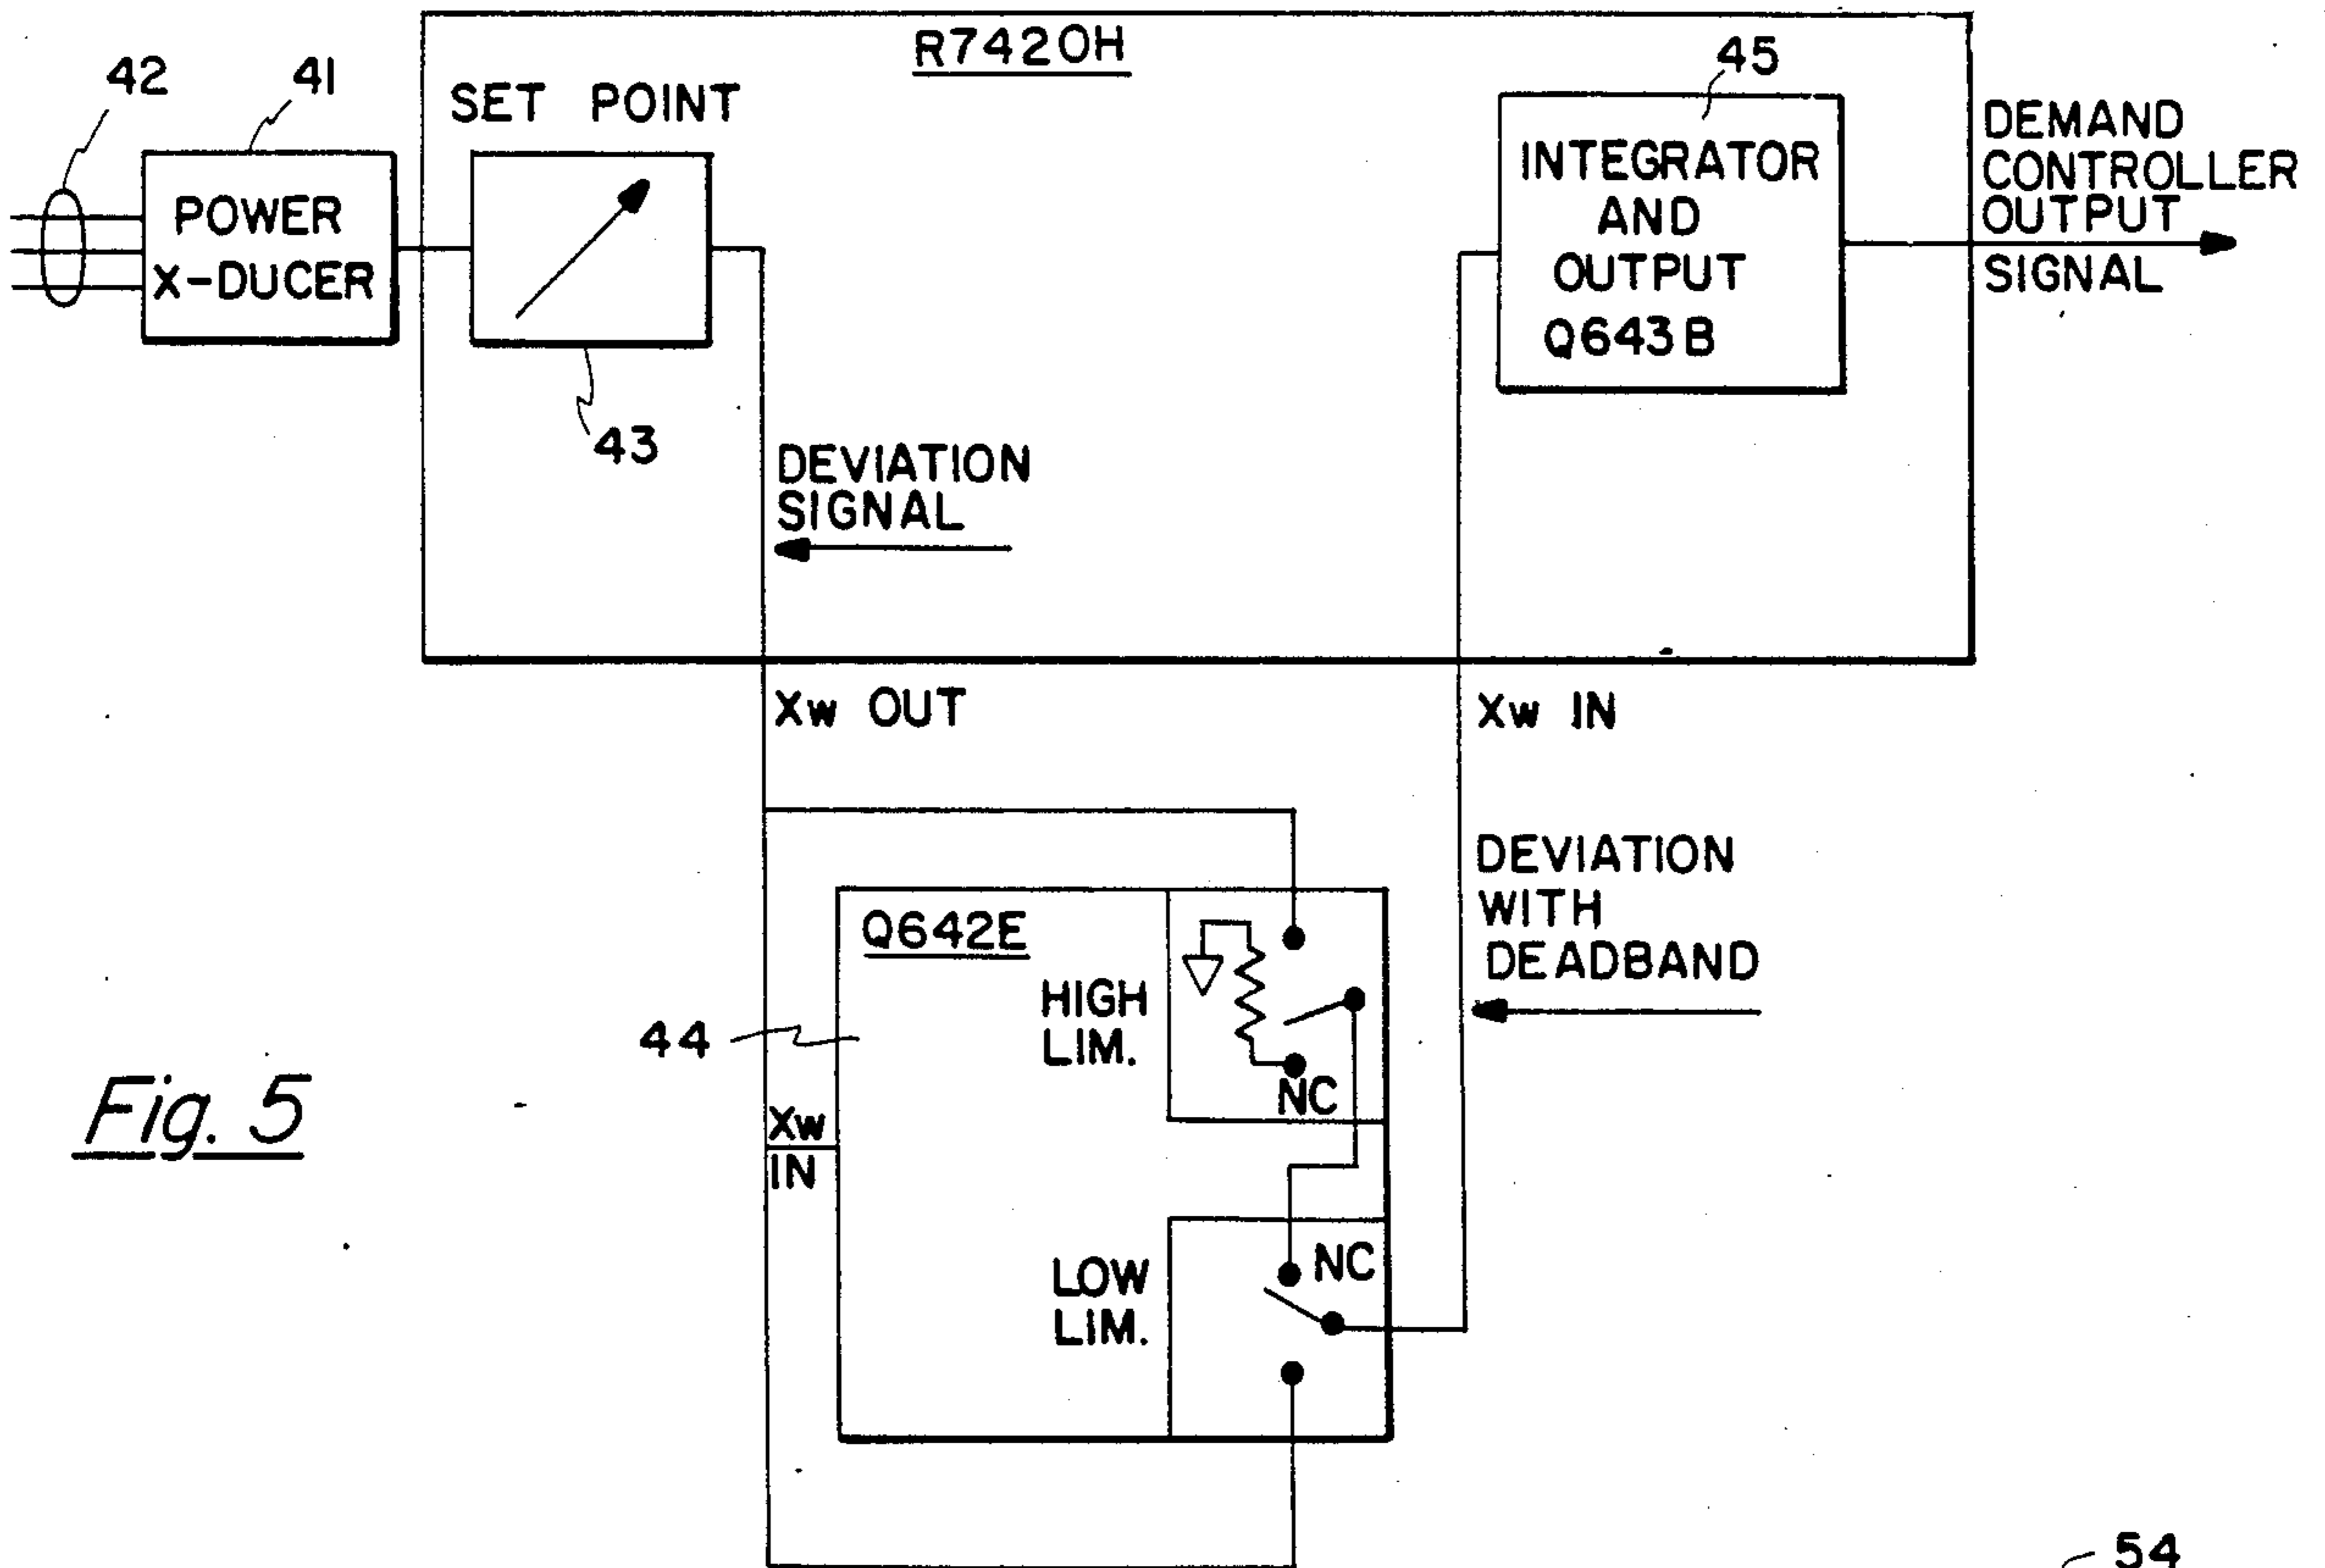 R7420H
42
41
SET POINT
45
POWER
X-DUCER
INTEGRATOR
AND
OUTPUT
Q643B
DEMAND
CONTROLLER
OUTPUT
SIGNAL
43
DEVIATION
SIGNAL
Xw OUT
Xw IN
DEVIATION
WITH
DEADBAND
Q642E
HIGH
LIM.
NC
44
Xw
IN
LOW
LIM.
NC
Fig. 5
54